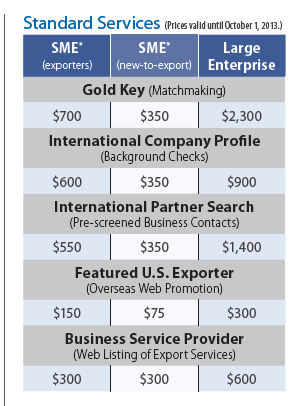 Standard Services (Prices valid until October 1, 2013.)
SME* SME* Large
(exporters) (new-to-export) Enterprise
Gold Key (Matchmaking)
$700 $350 $2,300
International Company Profile
(Background Checks)
$600 $350 $900
International Partner Search
(Pre-screened Business Contacts)
$550 $350 $1,400
Featured U.S. Exporter
(Overseas Web Promotion)
$150 $75 $300
Business Service Provider
(Web Listing of Export Services)
$300 $300 $600